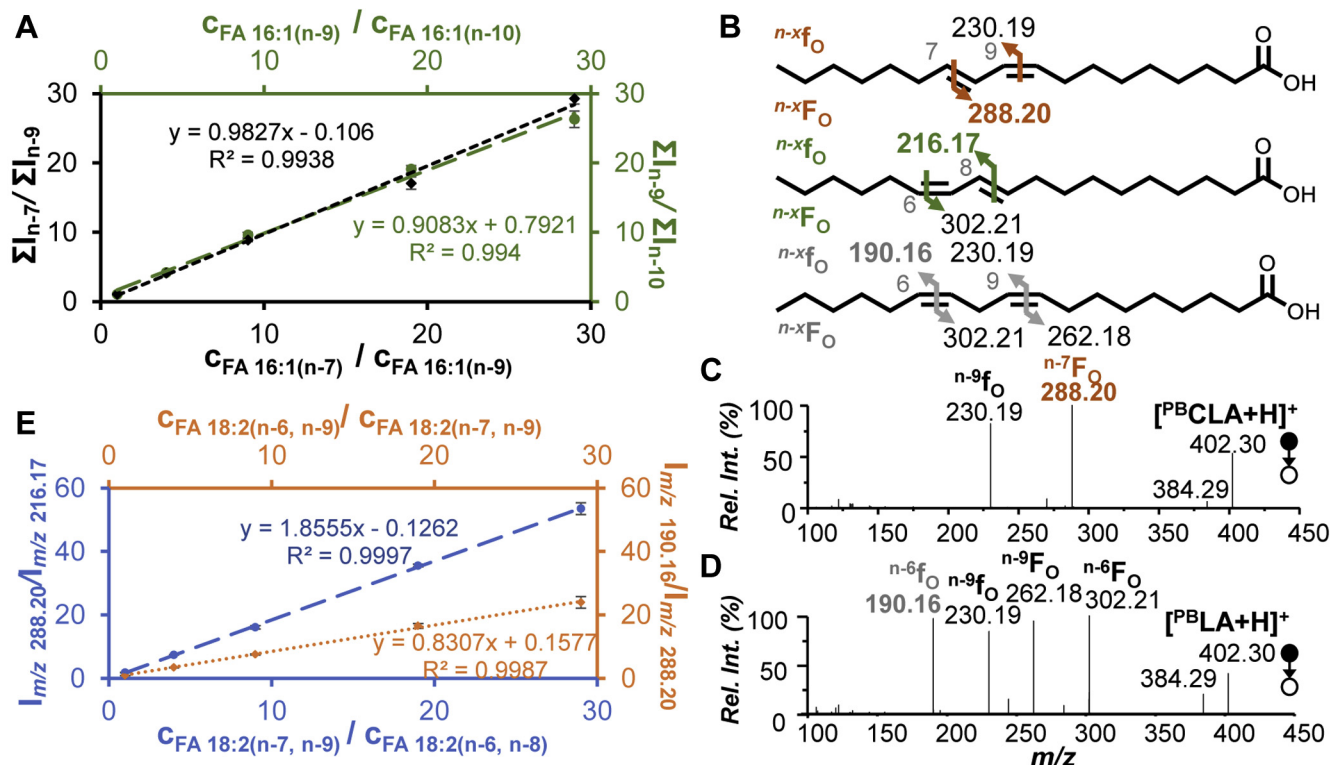 A
c FA 16:1(n-9) / c FA 16:1(n-10)
0 10 20 30
30
20
10
0
ΣI n-7 / ΣI n-9
y = 0.9827x - 0.106
R² = 0.9938
y = 0.9083x + 0.7921
R² = 0.994
30
20
10
0
ΣI n-9 / ΣI n-10
0 10 20 30
c FA 16:1(n-7) / c FA 16:1(n-9)
B
n-x f O
230.19
7 9
O
OH
n-x F O
288.20
n-x f O
216.17
8
O
OH
6
n-x F O
302.21
n-x f O
190.16 230.19
6 9
O
OH
n-x F O
302.21 262.18
C
n-9 f O
230.19
n-7 F O
288.20
[PB CLA+H]+
402.30
384.29
Rel. Int. (%)
100
50
0
100 150 200 250 300 350 400 450
D
n-6 f O
190.16
n-9 f O
230.19
n-9 F O
262.18
n-6 F O
302.21
[PB LA+H]+
402.30
384.29
Rel. Int. (%)
100
50
0
100 150 200 250 300 350 400 450
m/z
E
c FA 18:2(n-6, n-9) / c FA 18:2(n-7, n-9)
0 10 20 30
60
40
20
0
I m/z 288.20 / I m/z 216.17
y = 1.8555x - 0.1262
R² = 0.9997
y = 0.8307x + 0.1577
R² = 0.9987
60
40
20
0
I m/z 190.16 / I m/z 288.20
0 10 20 30
c FA 18:2(n-7, n-9) / c FA 18:2(n-6, n-8)